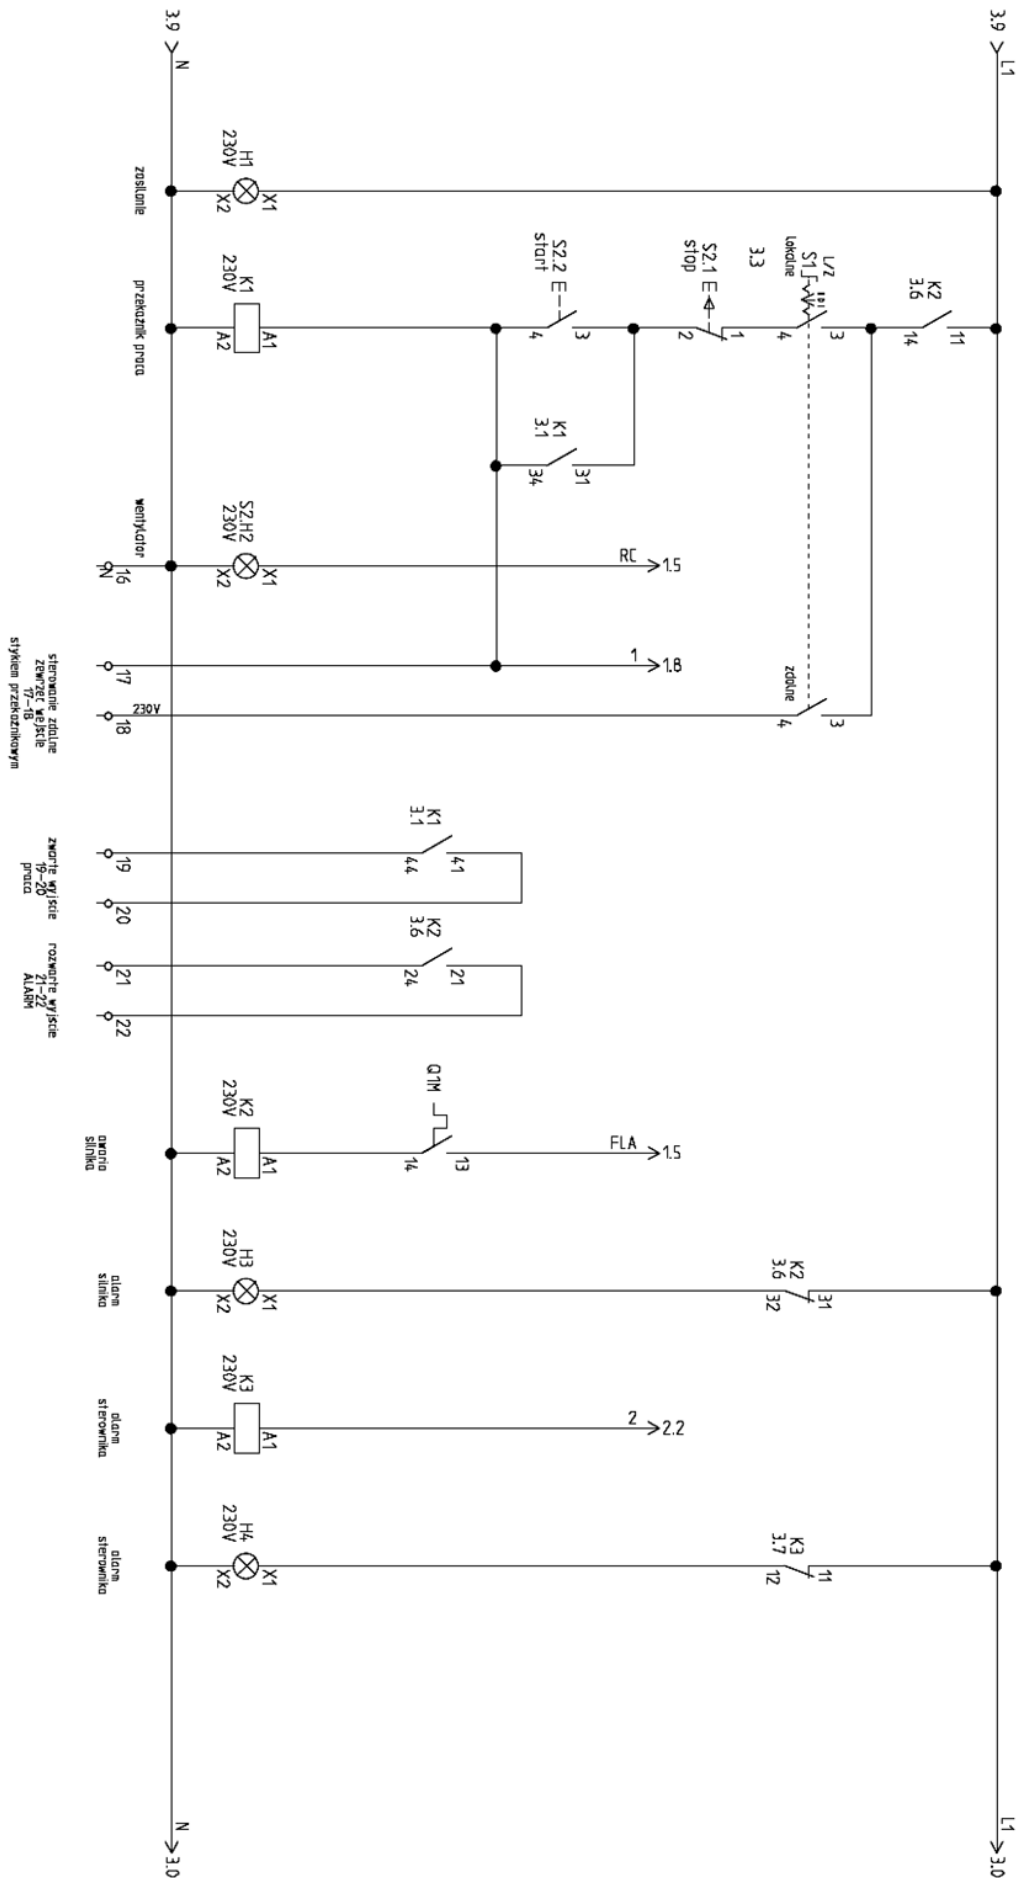 3.9
L1
L1
3.0
K2
3.6
11
14
L/Z
S1
lokalne
3
4
3.3
zdalne
3
4
S2.1
stop
1
2
S2.2
start
3
4
K1
3.1
31
34
RC
1.5
1
1.8
230V
K1
3.1
41
44
K2
3.6
21
24
FLA
1.5
Q1M
13
14
K2
3.6
31
32
2
2.2
K3
3.7
11
12
H1
230V
X1
X2
K1
230V
A1
A2
S2.H2
230V
X1
X2
K2
230V
A1
A2
H3
230V
X1
X2
K3
230V
A1
A2
H4
230V
X1
X2
3.9
N
N
3.0
16
N
17
18
19
20
21
22
zasilanie
przekaźnik praca
wentylator
sterowanie zdalne
zewrzeć wejście
17-18
stykiem przekaźnikowym
zwarte wyjście
19-20
praca
rozwarte wyjście
21-22
ALARM
awaria
silnika
alarm
silnika
alarm
sterownika
alarm
sterownika